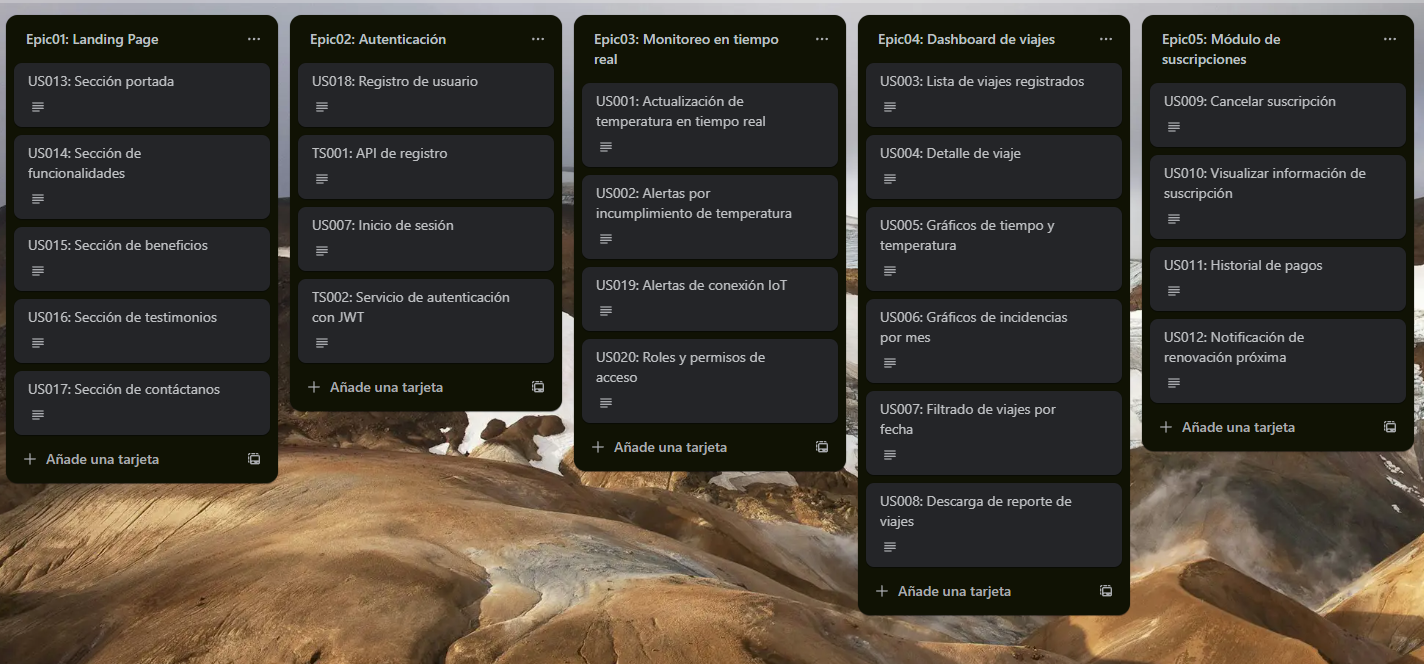 Epic01: Landing Page
US013: Sección portada
US014: Sección de
funcionalidades
US015: Sección de beneficios
US016: Sección de testimonios
US017: Sección de contáctanos
Añade una tarjeta
Epic02: Autenticación
US018: Registro de usuario
TS001: API de registro
US007: Inicio de sesión
TS002: Servicio de autenticación
con JWT
Añade una tarjeta
Epic03: Monitoreo en tiempo
real
US001: Actualización de
temperatura en tiempo real
US002: Alertas por
incumplimiento de temperatura
US019: Alertas de conexión IoT
US020: Roles y permisos de
acceso
Añade una tarjeta
Epic04: Dashboard de viajes
US003: Lista de viajes registrados
US004: Detalle de viaje
US005: Gráficos de tiempo y
temperatura
US006: Gráficos de incidencias
por mes
US007: Filtrado de viajes por
fecha
US008: Descarga de reporte de
viajes
Añade una tarjeta
Epic05: Módulo de
suscripciones
US009: Cancelar suscripción
US010: Visualizar información de
suscripción
US011: Historial de pagos
US012: Notificación de
renovación próxima
Añade una tarjeta